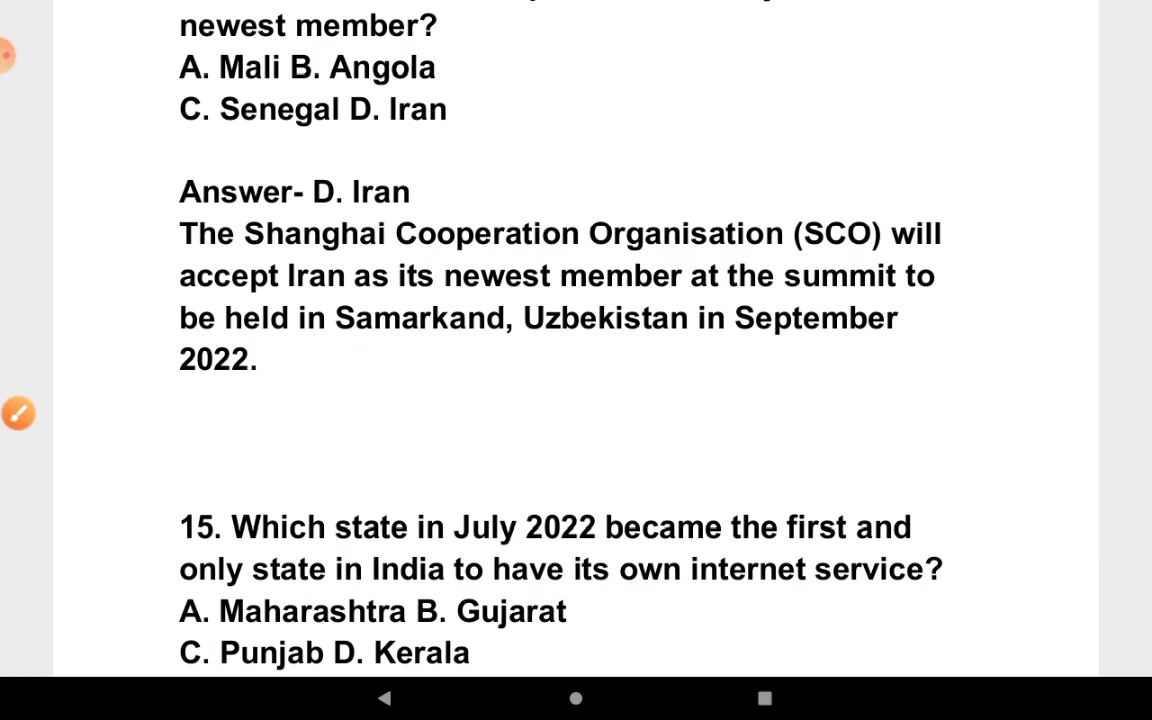 newest member?
A. Mali B. Angola
C. Senegal D. Iran
Answer- D. Iran
The Shanghai Cooperation Organisation (SCO) will
accept Iran as its newest member at the summit to
be held in Samarkand, Uzbekistan in September
2022.
15. Which state in July 2022 became the first and
only state in India to have its own internet service?
A. Maharashtra B. Gujarat
C. Punjab D. Kerala